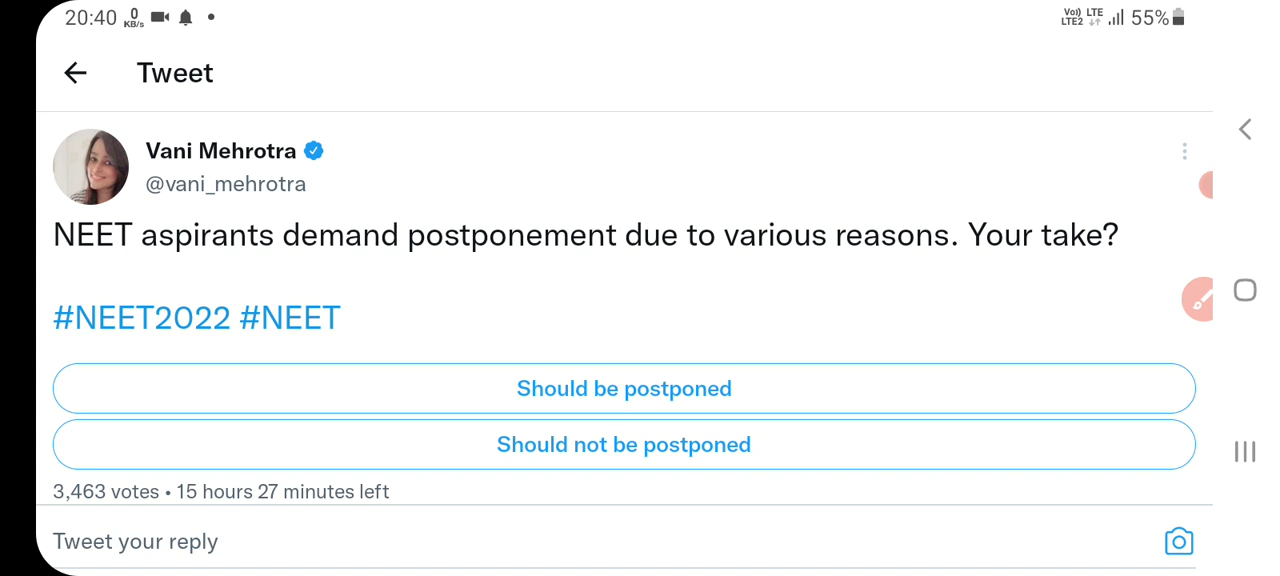 20:40 0 KB/s Vo)) LTE LTE2 55%
Tweet
Vani Mehrotra
@vani_mehrotra
NEET aspirants demand postponement due to various reasons. Your take?
#NEET2022 #NEET
Should be postponed
Should not be postponed
3,463 votes • 15 hours 27 minutes left
Tweet your reply